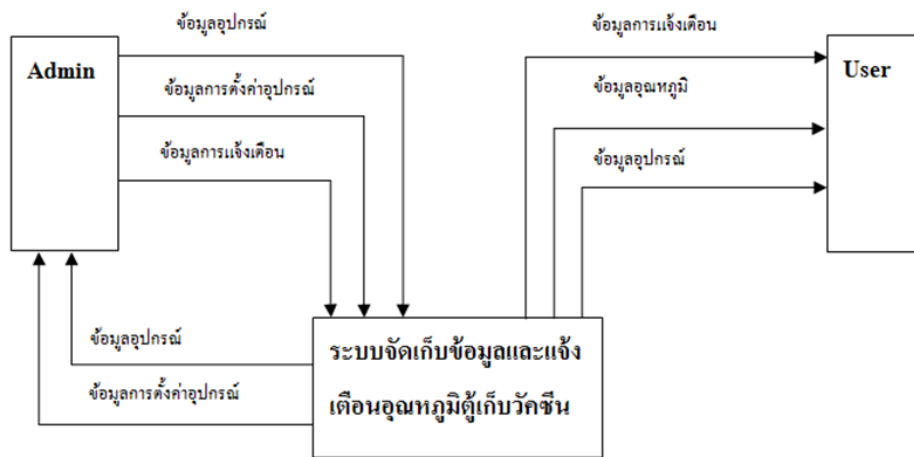 ข้อมูลอุปกรณ์
Admin
ข้อมูลการตั้งค่าอุปกรณ์
ข้อมูลการแจ้งเตือน
ข้อมูลการแจ้งเตือน
User
ข้อมูลอุณหภูมิ
ข้อมูลอุปกรณ์
ข้อมูลอุปกรณ์
ข้อมูลการตั้งค่าอุปกรณ์
ระบบจัดเก็บข้อมูลและแจ้ง
เตือนอุณหภูมิตู้เก็บวัคซีน